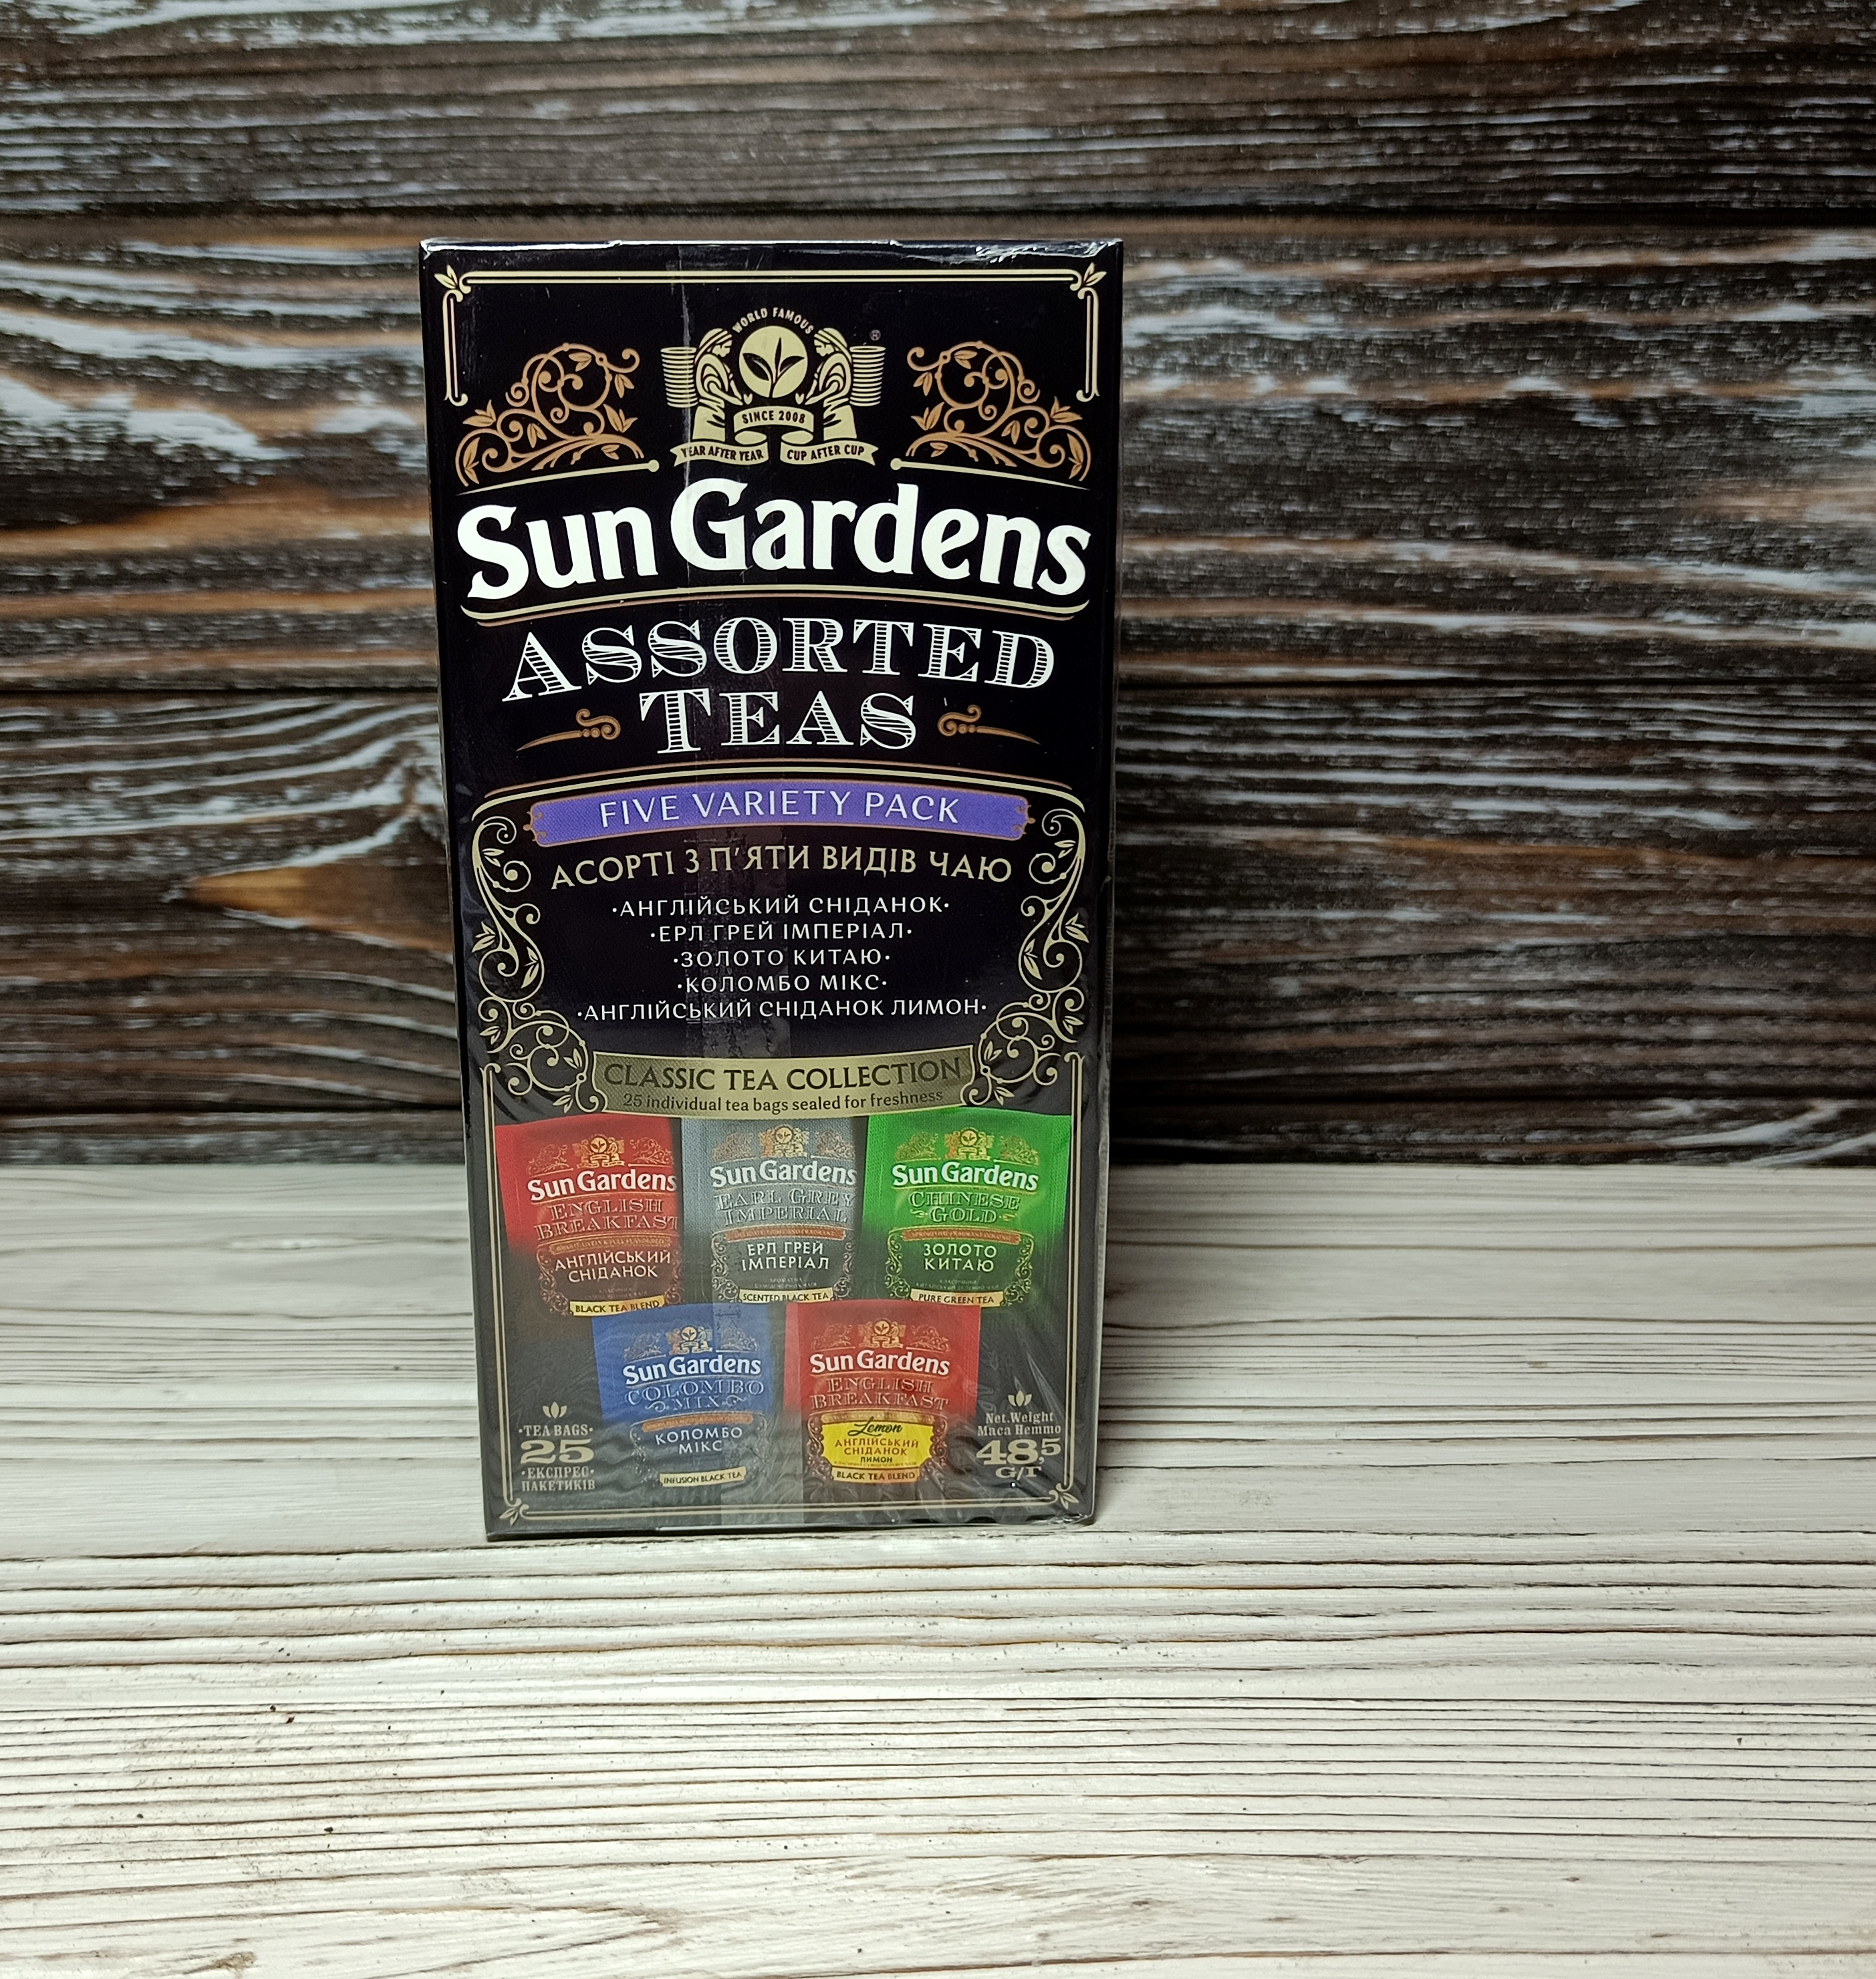 WORLD FAMOUS
®
SINCE 2008
YEAR AFTER YEAR CUP AFTER CUP
Sun Gardens
ASSORTED
TEAS
FIVE VARIETY PACK
АСОРТІ З П'ЯТИ ВИДІВ ЧАЮ
·АНГЛІЙСЬКИЙ СНІДАНОК·
·ЕРЛ ГРЕЙ ІМПЕРІАЛ·
·ЗОЛОТО КИТАЮ·
·КОЛОМБО МІКС·
·АНГЛІЙСЬКИЙ СНІДАНОК ЛИМОН·
CLASSIC TEA COLLECTION
25 individual tea bags sealed for freshness
Sun Gardens
ENGLISH
BREAKFAST
АНГЛІЙСЬКИЙ
СНІДАНОК
BLACK TEA BLEND
Sun Gardens
EARL GREY
IMPERIAL
ЕРЛ ГРЕЙ
ІМПЕРІАЛ
SCENTED BLACK TEA
Sun Gardens
CHINESE
GOLD
ЗОЛОТО
КИТАЮ
PURE GREEN TEA
Sun Gardens
COLOMBO
MIX
КОЛОМБО
МІКС
INFUSION BLACK TEA
Sun Gardens
ENGLISH
BREAKFAST
Lemon
АНГЛІЙСЬКИЙ
СНІДАНОК
ЛИМОН
BLACK TEA BLEND
·TEA BAGS·
25
·ЕКСПРЕС·
ПАКЕТИКІВ
Net.Weight
Маса Нетто
48,5
G/Г